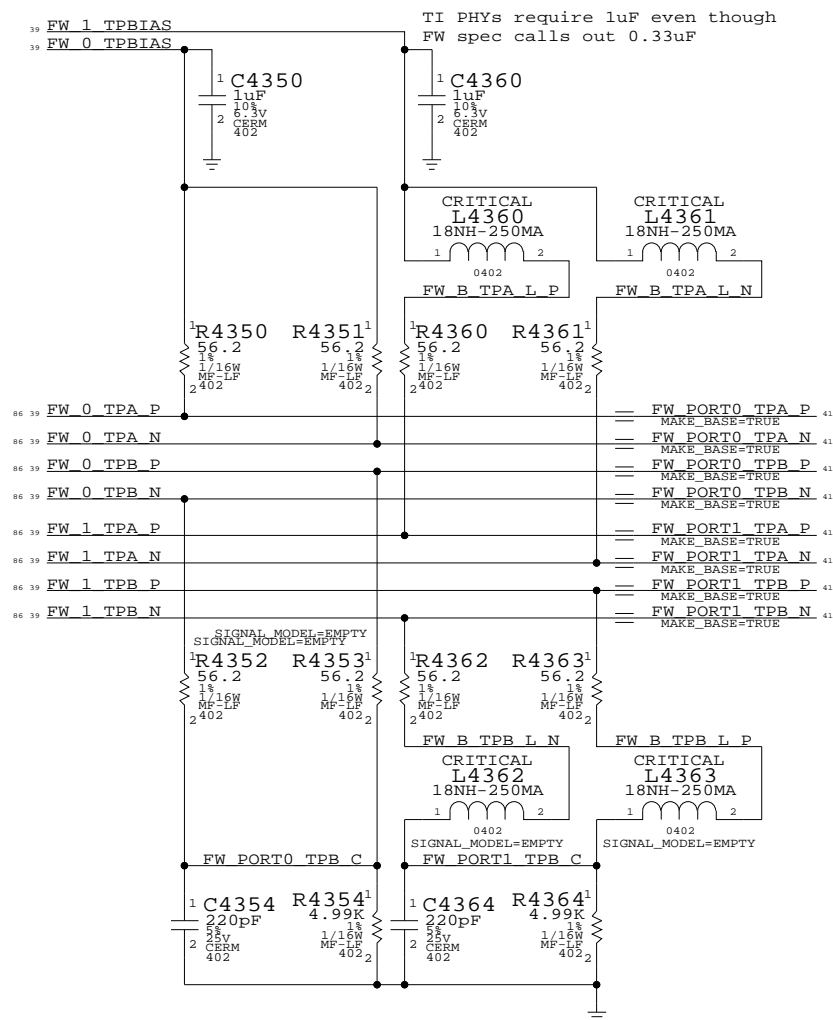 TI PHYs require 1uF even though
39 FW_1_TPBIAS
FW spec calls out 0.33uF
39 FW_0_TPBIAS
1 C4350
1uF
10%
6.3V
2 CERM
402
1 C4360
1uF
10%
6.3V
2 CERM
402
CRITICAL
L4360
18NH-250MA
1 2
0402
FW_B_TPA_L_P
CRITICAL
L4361
18NH-250MA
1 2
0402
FW_B_TPA_L_N
1 R4350
56.2
1%
1/16W
MF-LF
2 402
R4351 1
56.2
1%
1/16W
MF-LF
402 2
1 R4360
56.2
1%
1/16W
MF-LF
2 402
R4361 1
56.2
1%
1/16W
MF-LF
402 2
86 39 FW_0_TPA_P FW_PORT0_TPA_P 41
MAKE_BASE=TRUE
86 39 FW_0_TPA_N FW_PORT0_TPA_N 41
MAKE_BASE=TRUE
86 39 FW_0_TPB_P FW_PORT0_TPB_P 41
MAKE_BASE=TRUE
86 39 FW_0_TPB_N FW_PORT0_TPB_N 41
MAKE_BASE=TRUE
86 39 FW_1_TPA_P FW_PORT1_TPA_P 41
MAKE_BASE=TRUE
86 39 FW_1_TPA_N FW_PORT1_TPA_N 41
MAKE_BASE=TRUE
86 39 FW_1_TPB_P FW_PORT1_TPB_P 41
MAKE_BASE=TRUE
86 39 FW_1_TPB_N FW_PORT1_TPB_N 41
MAKE_BASE=TRUE
SIGNAL_MODEL=EMPTY
SIGNAL_MODEL=EMPTY
1 R4352
56.2
1%
1/16W
MF-LF
2 402
R4353 1
56.2
1%
1/16W
MF-LF
402 2
1 R4362
56.2
1%
1/16W
MF-LF
2 402
R4363 1
56.2
1%
1/16W
MF-LF
402 2
FW_B_TPB_L_N
CRITICAL
L4362
18NH-250MA
1 2
0402
SIGNAL_MODEL=EMPTY
FW_B_TPB_L_P
CRITICAL
L4363
18NH-250MA
1 2
0402
SIGNAL_MODEL=EMPTY
FW_PORT0_TPB_C
FW_PORT1_TPB_C
1 C4354
220pF
5%
25V
2 CERM
402
R4354 1
4.99K
1%
1/16W
MF-LF
402 2
1 C4364
220pF
5%
25V
2 CERM
402
R4364 1
4.99K
1%
1/16W
MF-LF
402 2